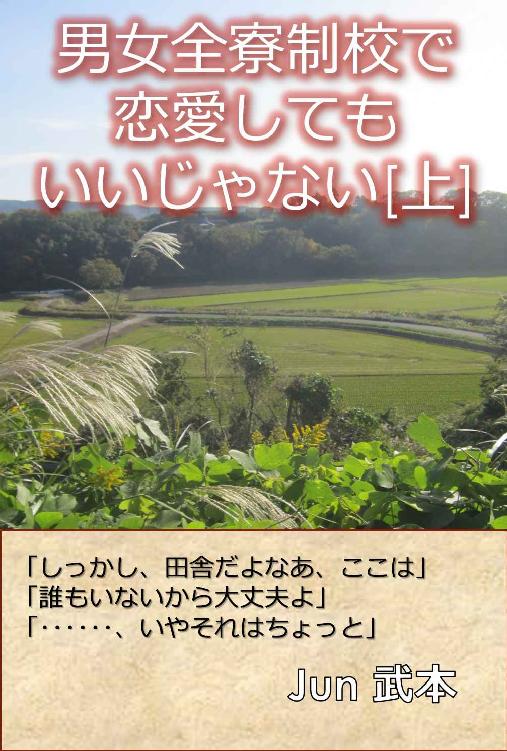 男女全寮制校で
恋愛しても
いいじゃない[上]
「しっかし、田舎だよなあ、ここは」
「誰もいないから大丈夫よ」
「‥‥‥、いやそれはちょっと」
Jun 武本